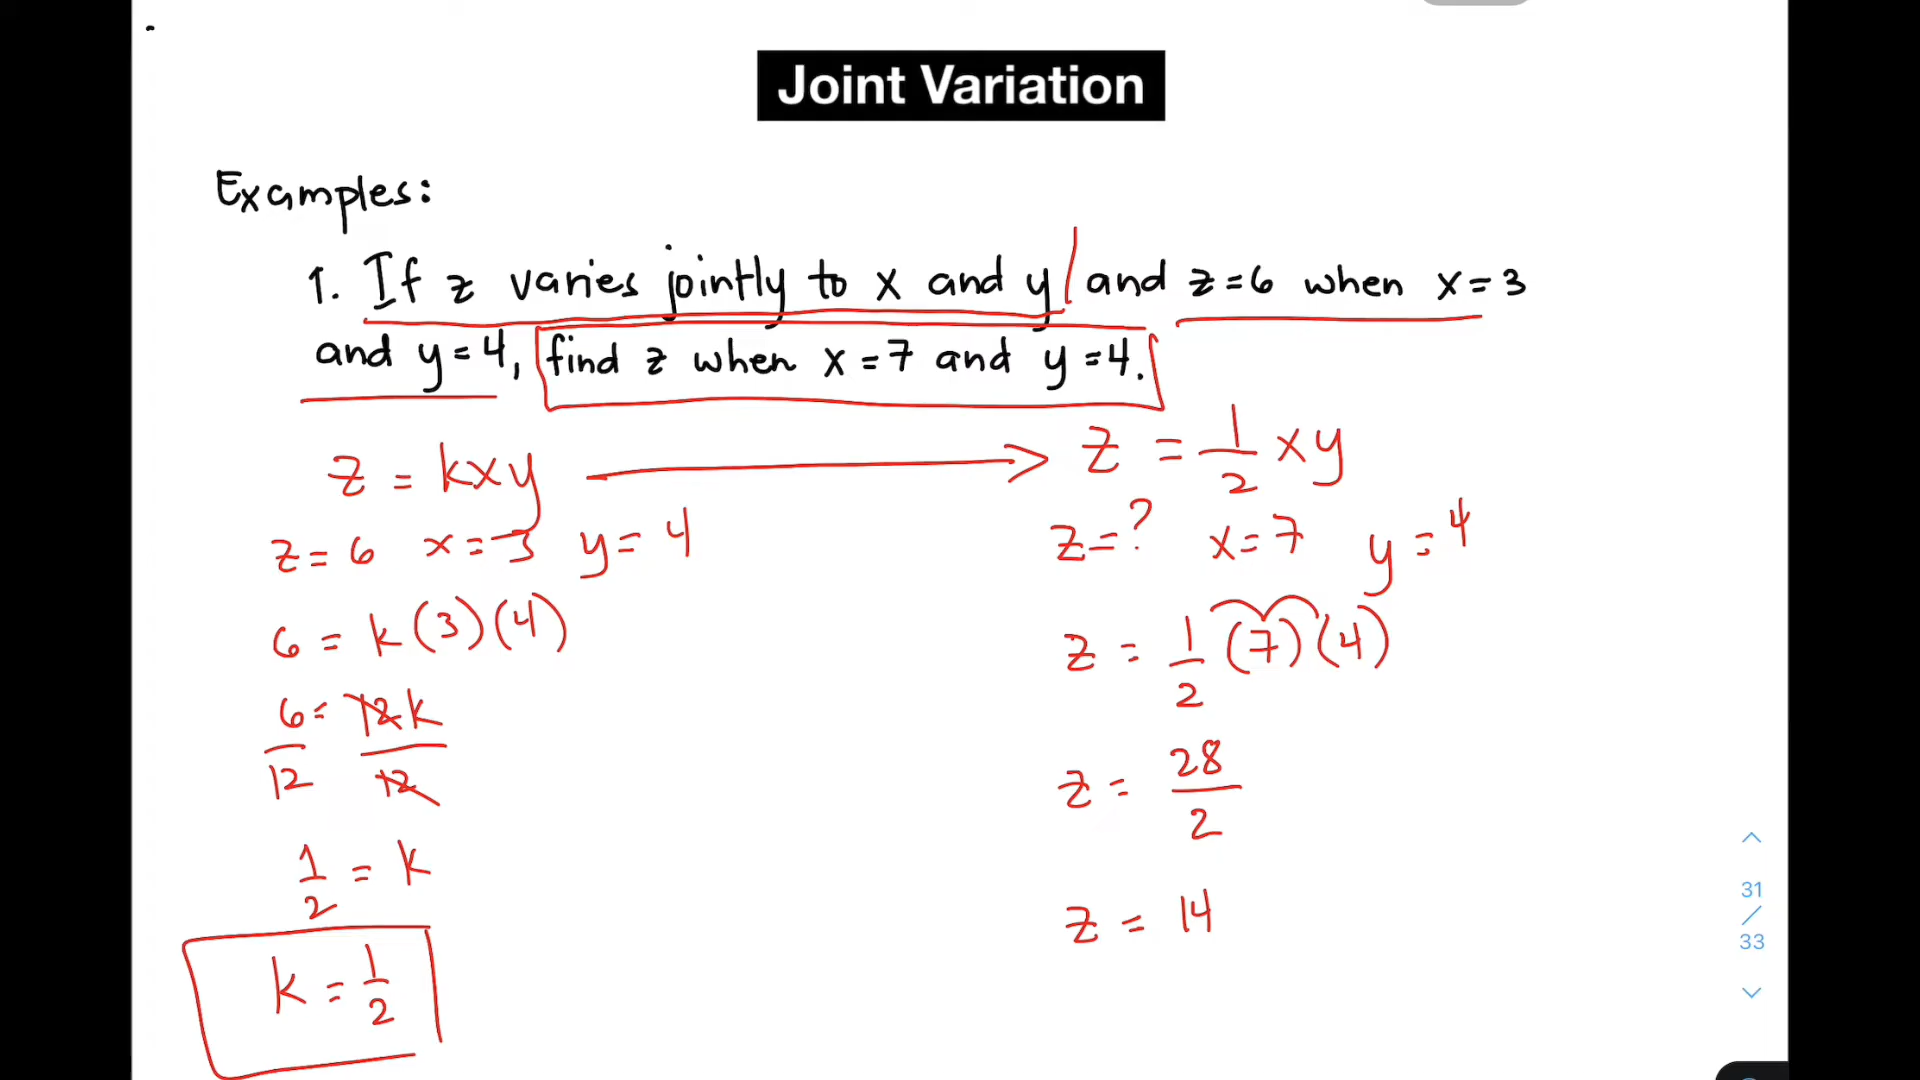 Joint Variation
Examples:
1. If z varies jointly to x and y and z=6 when x=3
and y=4, find z when x=7 and y=4.
z = kxy
z=6 x=3 y=4
6 = k(3)(4)
6 = 12k
12 12
1/2 = k
k = 1/2
z = 1/2 xy
z=? x=7 y=4
z = 1/2 (7)(4)
z = 28/2
z = 14
31
/
33